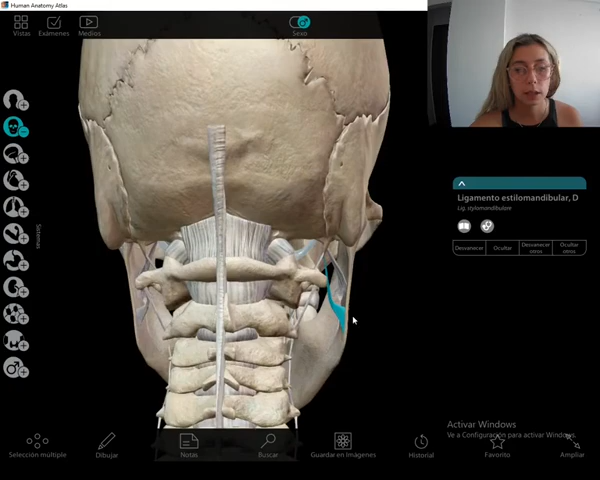 Human Anatomy Atlas
Vistas
Exámenes
Medios
Sexo
Sistemas
Ligamento estilomandibular, D
Lig. stylomandibulare
Desvanecer
Ocultar
Desvanecer otros
Ocultar otros
Activar Windows
Ve a Configuración para activar Windows.
Selección múltiple
Dibujar
Notas
Buscar
Guardar en Imágenes
Historial
Favorito
Ampliar